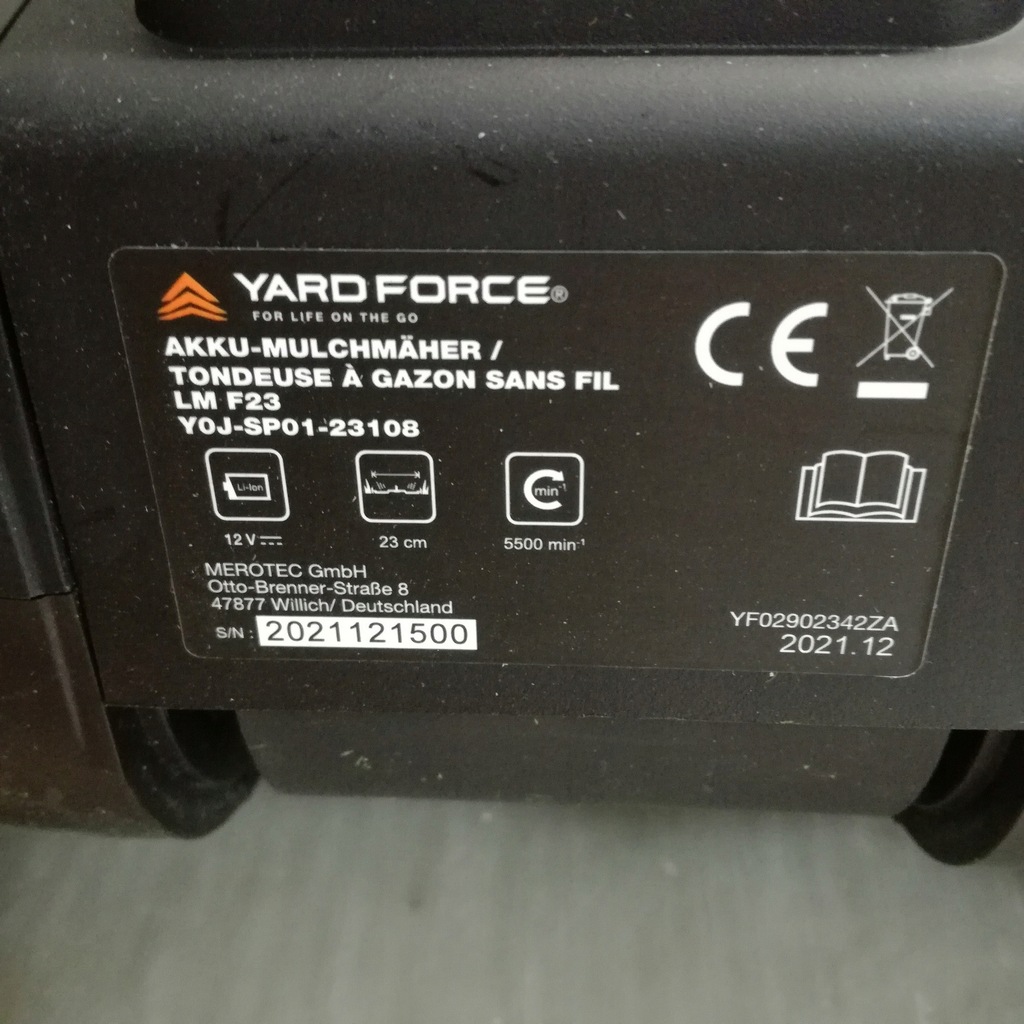 YARD FORCE®
FOR LIFE ON THE GO
AKKU-MULCHMÄHER /
TONDEUSE À GAZON SANS FIL
LM F23
Y0J-SP01-23108
CE
Li-Ion
min⁻¹
12 V
23 cm
5500 min⁻¹
MEROTEC GmbH
Otto-Brenner-Straße 8
47877 Willich/ Deutschland
S/N : 2021121500
YF02902342ZA
2021.12